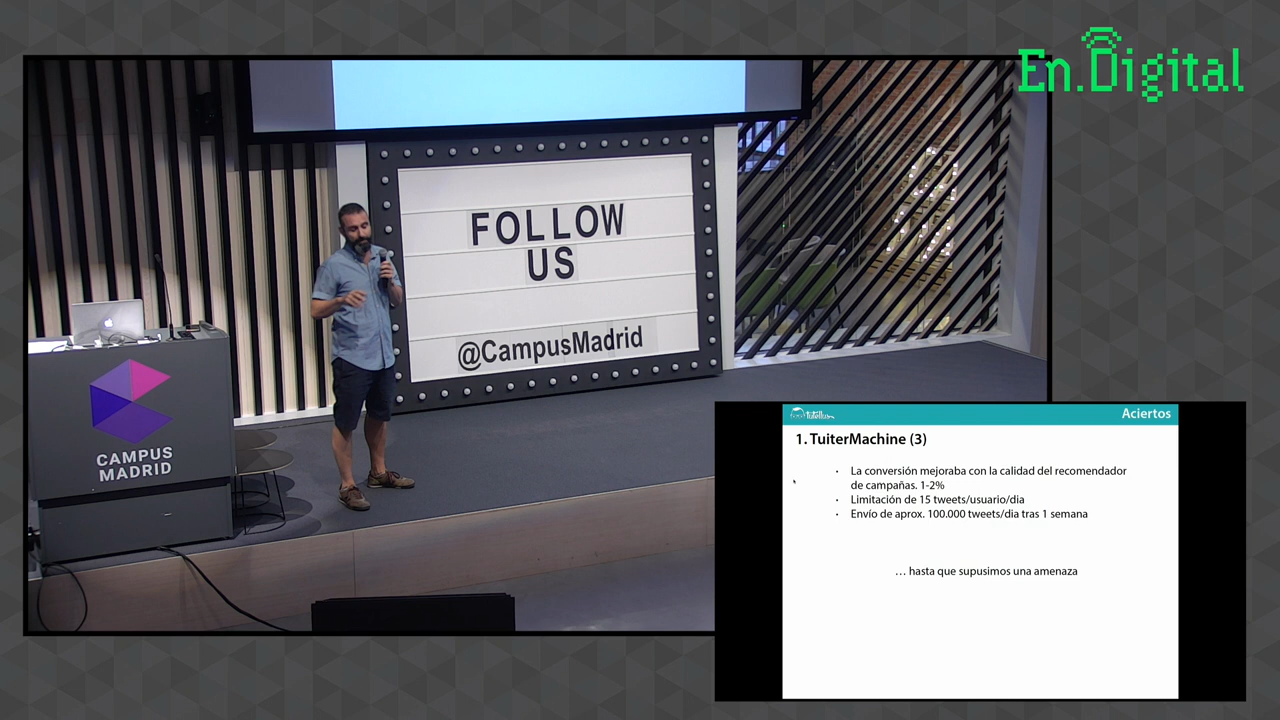 En.Digital
FOLLOW
US
@CampusMadrid
CAMPUS
MADRID
tutellus
Aciertos
1. TuiterMachine (3)
· La conversión mejoraba con la calidad del recomendador
de campañas. 1-2%
· Limitación de 15 tweets/usuario/dia
· Envío de aprox. 100.000 tweets/dia tras 1 semana
… hasta que supusimos una amenaza